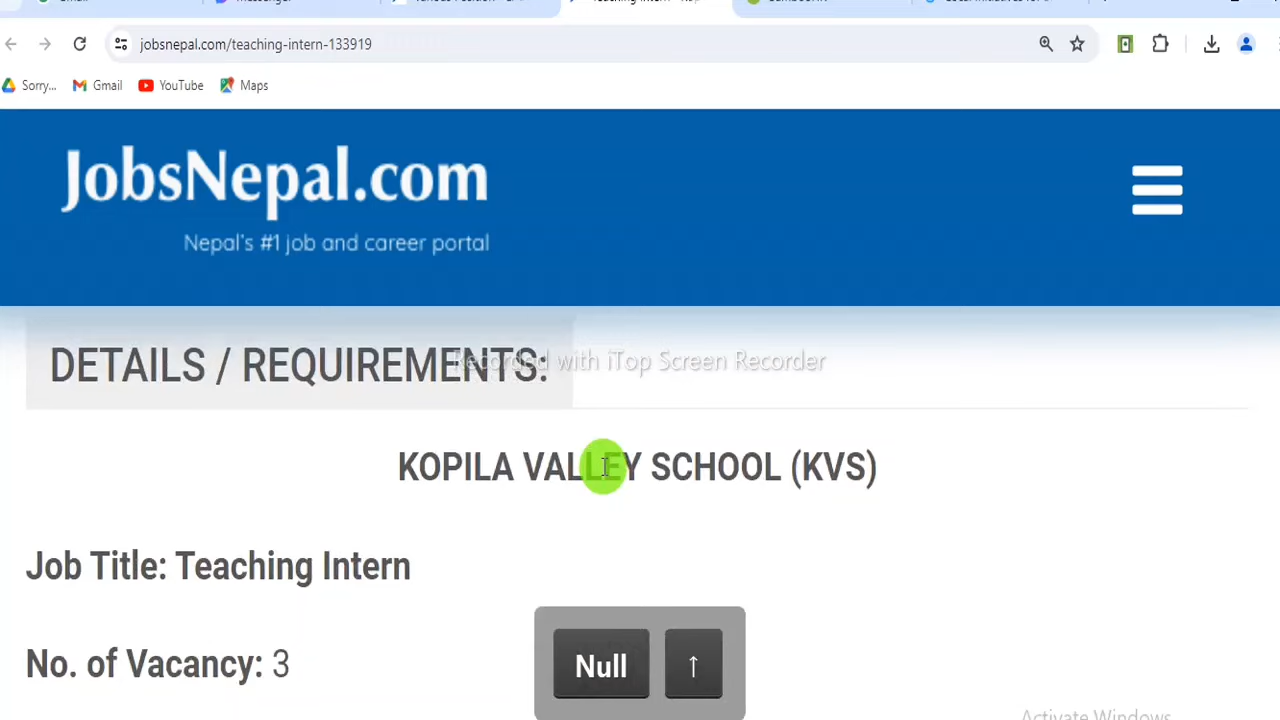 jobsnepal.com/teaching-intern-133919
Sorry... Gmail YouTube Maps
JobsNepal.com
Nepal's #1 job and career portal
DETAILS / REQUIREMENTS:
Recorded with iTop Screen Recorder
KOPILA VALLEY SCHOOL (KVS)
Job Title: Teaching Intern
No. of Vacancy: 3
Null ↑
Activate Windows